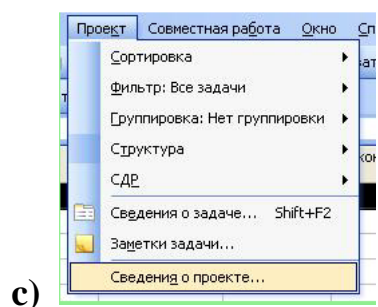 Проект Совместная работа Окно
Сортировка
Фильтр: Все задачи
Группировка: Нет группировки
Структура
СДР
Сведения о задаче... Shift+F2
Заметки задачи...
Сведения о проекте...
c)